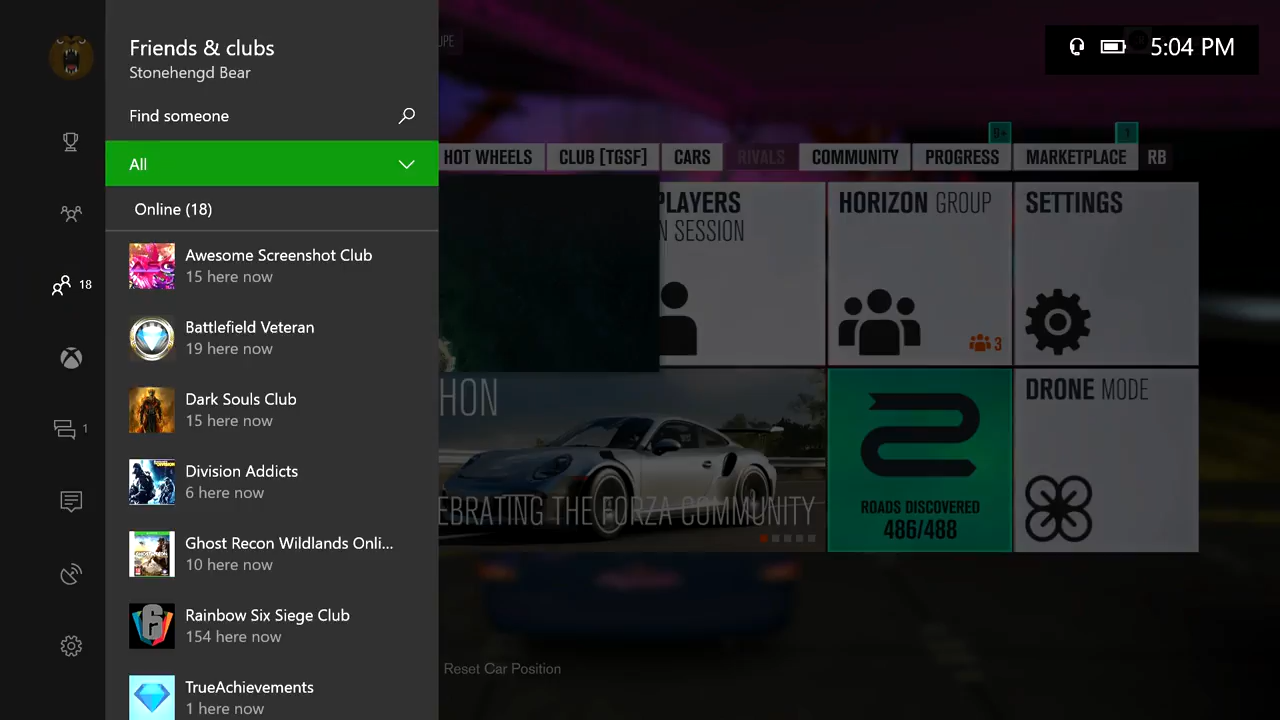 Friends & clubs
Stonehengd Bear
Find someone
All
Online (18)
Awesome Screenshot Club
15 here now
Battlefield Veteran
19 here now
Dark Souls Club
15 here now
Division Addicts
6 here now
Ghost Recon Wildlands Onli...
10 here now
Rainbow Six Siege Club
154 here now
TrueAchievements
1 here now
18
1
5:04 PM
9+
1
HOT WHEELS
CLUB [TGSF]
CARS
RIVALS
COMMUNITY
PROGRESS
MARKETPLACE
RB
PLAYERS
N SESSION
HORIZON GROUP
3
SETTINGS
HON
EBRATING THE FORZA COMMUNITY
ROADS DISCOVERED
486/488
DRONE MODE
Reset Car Position